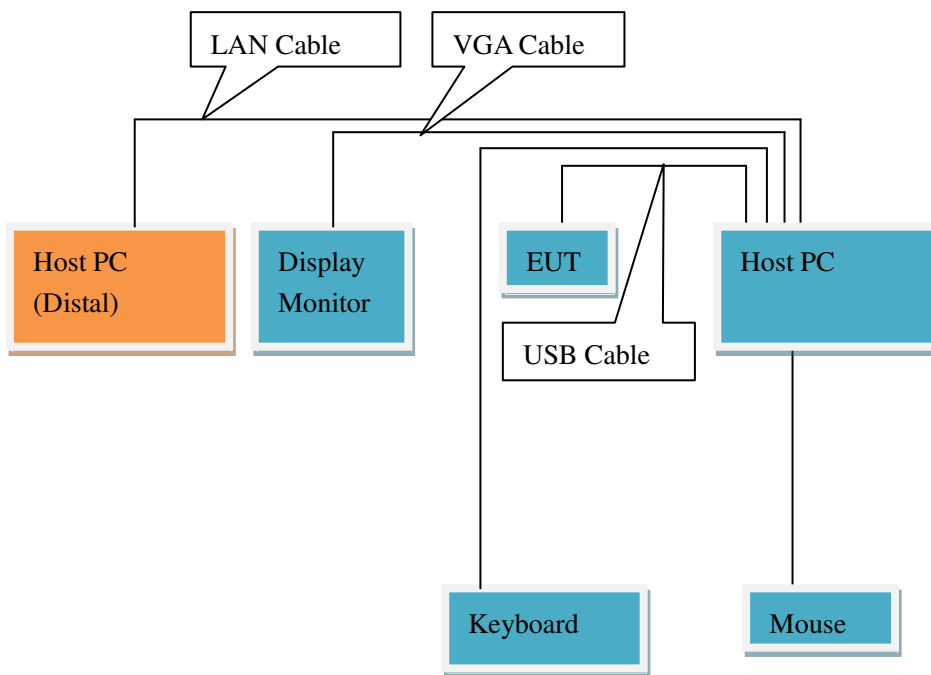 LAN Cable
VGA Cable
Host PC
(Distal)
Display
Monitor
EUT
Host PC
USB Cable
Keyboard
Mouse